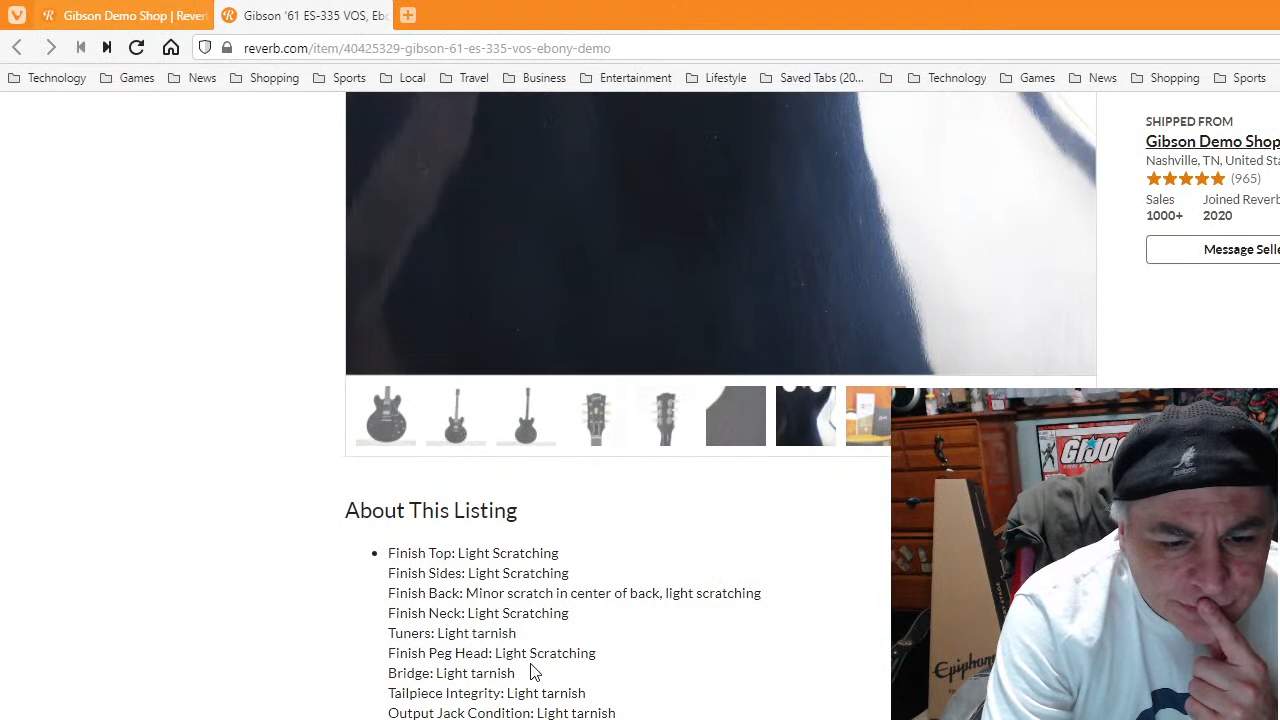 Gibson Demo Shop | Rever
Gibson '61 ES-335 VOS, Ebo
reverb.com/item/40425329-gibson-61-es-335-vos-ebony-demo
Technology Games News Shopping Sports Local Travel Business Entertainment Lifestyle Saved Tabs (20... Technology Games News Shopping Sports
SHIPPED FROM
Gibson Demo Shop
Nashville, TN, United Sta
(965)
Sales Joined Reverb
1000+ 2020
Message Selle
About This Listing
• Finish Top: Light Scratching
Finish Sides: Light Scratching
Finish Back: Minor scratch in center of back, light scratching
Finish Neck: Light Scratching
Tuners: Light tarnish
Finish Peg Head: Light Scratching
Bridge: Light tarnish
Tailpiece Integrity: Light tarnish
Output Jack Condition: Light tarnish
G.I. JOE
Epiphone